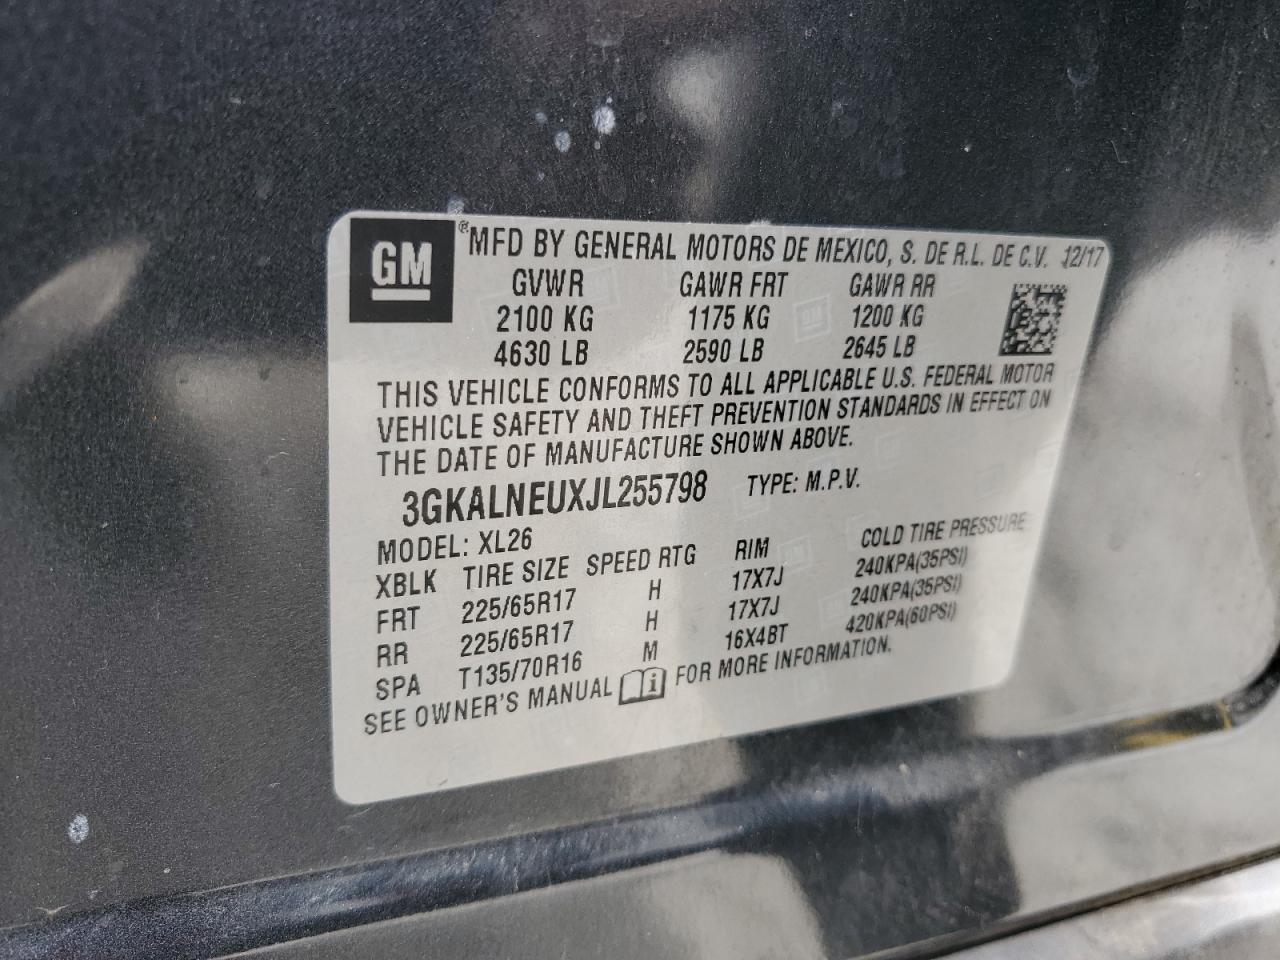 GM ® MFD BY GENERAL MOTORS DE MEXICO, S. DE R.L. DE C.V. 12/17
GVWR GAWR FRT GAWR RR
2100 KG 1175 KG 1200 KG
4630 LB 2590 LB 2645 LB
THIS VEHICLE CONFORMS TO ALL APPLICABLE U.S. FEDERAL MOTOR
VEHICLE SAFETY AND THEFT PREVENTION STANDARDS IN EFFECT ON
THE DATE OF MANUFACTURE SHOWN ABOVE.
3GKALNEUXJL255798 TYPE: M.P.V.
MODEL: XL26
XBLK TIRE SIZE SPEED RTG RIM COLD TIRE PRESSURE
FRT 225/65R17 H 17X7J 240KPA(35PSI)
RR 225/65R17 H 17X7J 240KPA(35PSI)
SPA T135/70R16 M 16X4BT 420KPA(60PSI)
SEE OWNER'S MANUAL i FOR MORE INFORMATION.